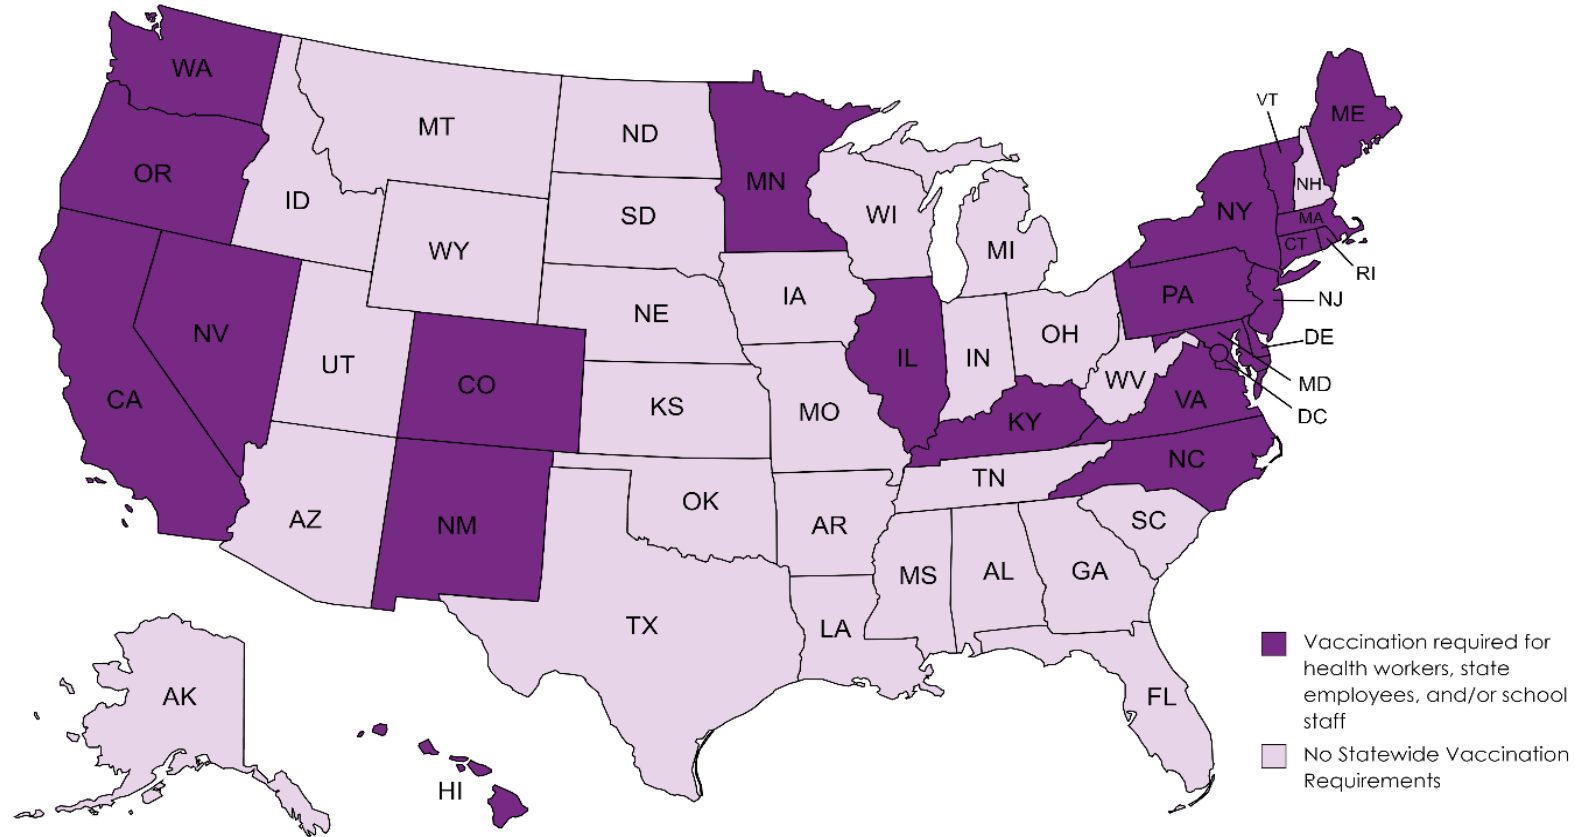 WA
MT
ND
MN
OR
ID
WY
SD
WI
MI
VT
ME
NH
NY
MA
CT
RI
NV
UT
CO
NE
IA
IL
IN
OH
PA
NJ
DE
MD
DC
CA
KS
MO
KY
WV
VA
NC
TN
AZ
NM
OK
AR
SC
MS
AL
GA
TX
LA
FL
AK
HI
Vaccination required for
health workers, state
employees, and/or school
staff
No Statewide Vaccination
Requirements